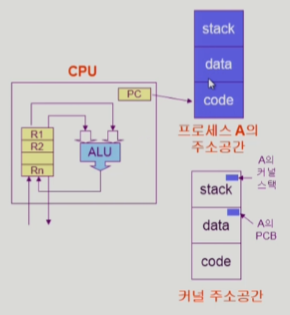 CPU
PC
R1
R2
Rn
ALU
stack
data
code
프로세스 A의
주소공간
stack
data
code
A의
커널
스택
A의
PCB
커널 주소공간